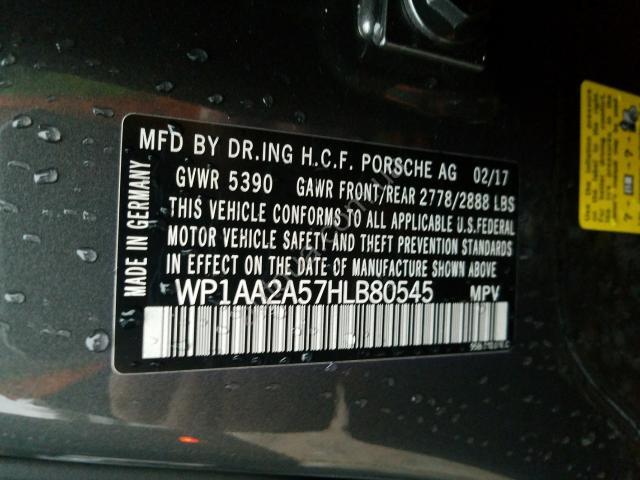 MFD BY DR.ING H.C.F. PORSCHE AG 02/17
GVWR 5390 GAWR FRONT/REAR 2778/2888 LBS
THIS VEHICLE CONFORMS TO ALL APPLICABLE U.S.FEDERAL
MOTOR VEHICLE SAFETY AND THEFT PREVENTION STANDARDS
IN EFFECT ON THE DATE OF MANUFACTURE SHOWN ABOVE
WP1AA2A57HLB80545 MPV
MADE IN GERMANY